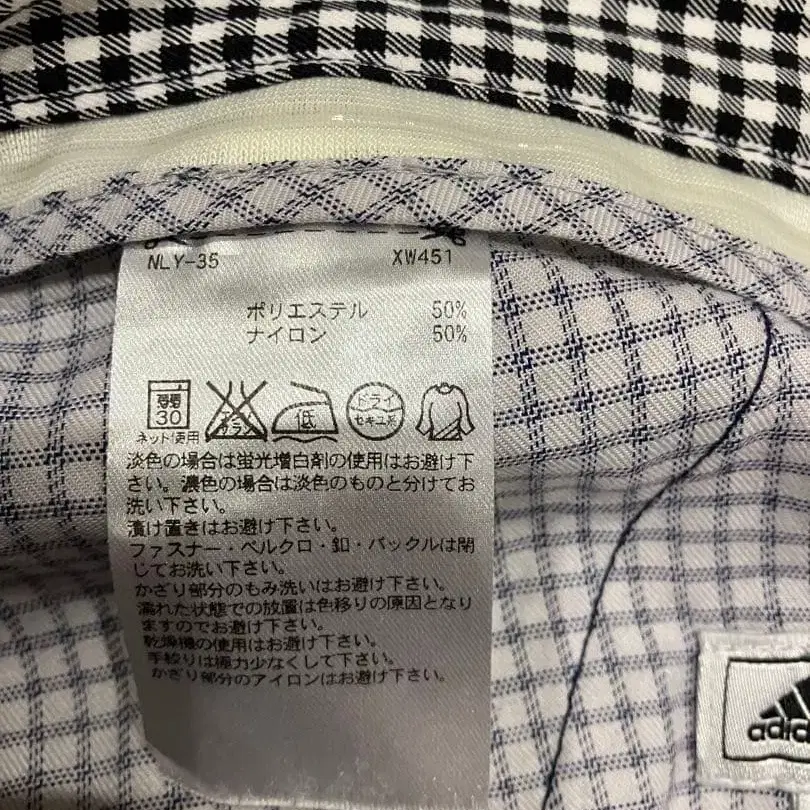 NLY-35 XW451
ポリエステル 50%
ナイロン 50%
弱 30 低 ドライ セキユ系
ネット使用
淡色の場合は蛍光増白剤の使用はお避け下
さい。濃色の場合は淡色のものと分けてお
洗い下さい。
漬け置きはお避け下さい。
ファスナー・ベルクロ・釦・バックルは閉
じてお洗い下さい。
かざり部分のもみ洗いはお避け下さい。
濡れた状態での放置は色移りの原因となり
ますのでお避け下さい。
乾燥機の使用はお避け下さい。
手絞りは極力少なくして下さい。
かざり部分のアイロンはお避け下さい。
adid